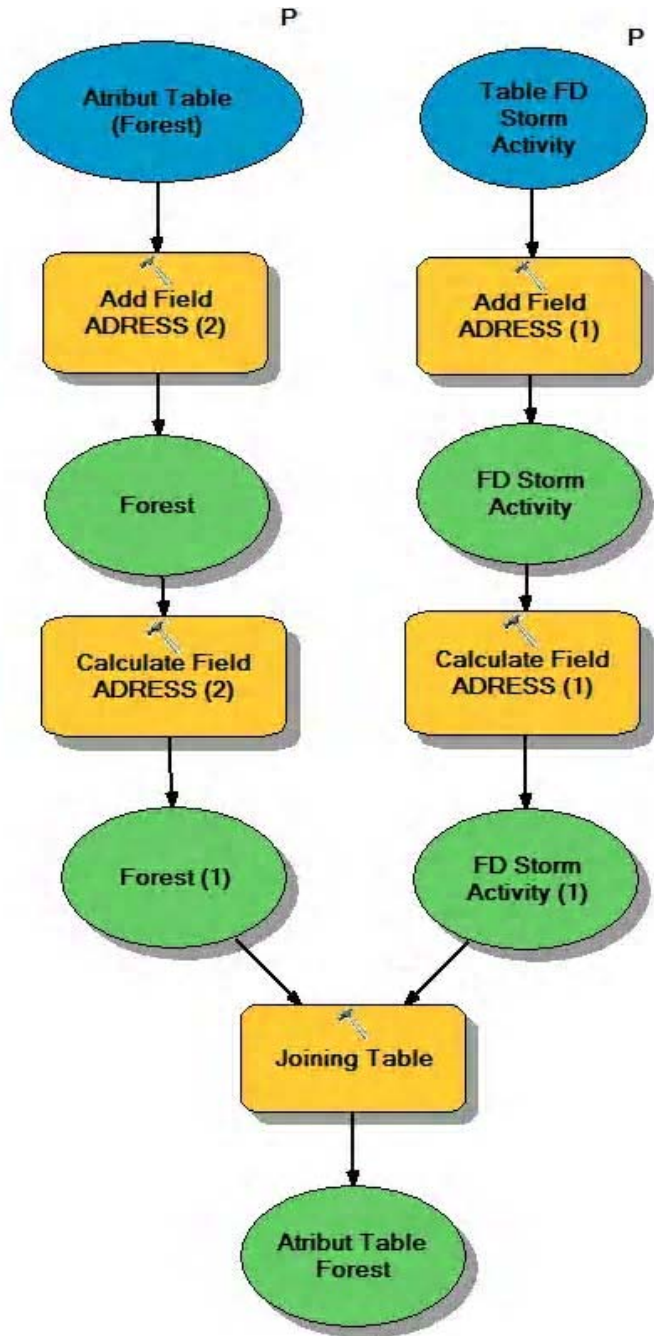 P
P
Atribut Table
(Forest)
Table FD
Storm
Activity
Add Field
ADRESS (2)
Add Field
ADRESS (1)
Forest
FD Storm
Activity
Calculate Field
ADRESS (2)
Calculate Field
ADRESS (1)
Forest (1)
FD Storm
Activity (1)
Joining Table
Atribut Table
Forest